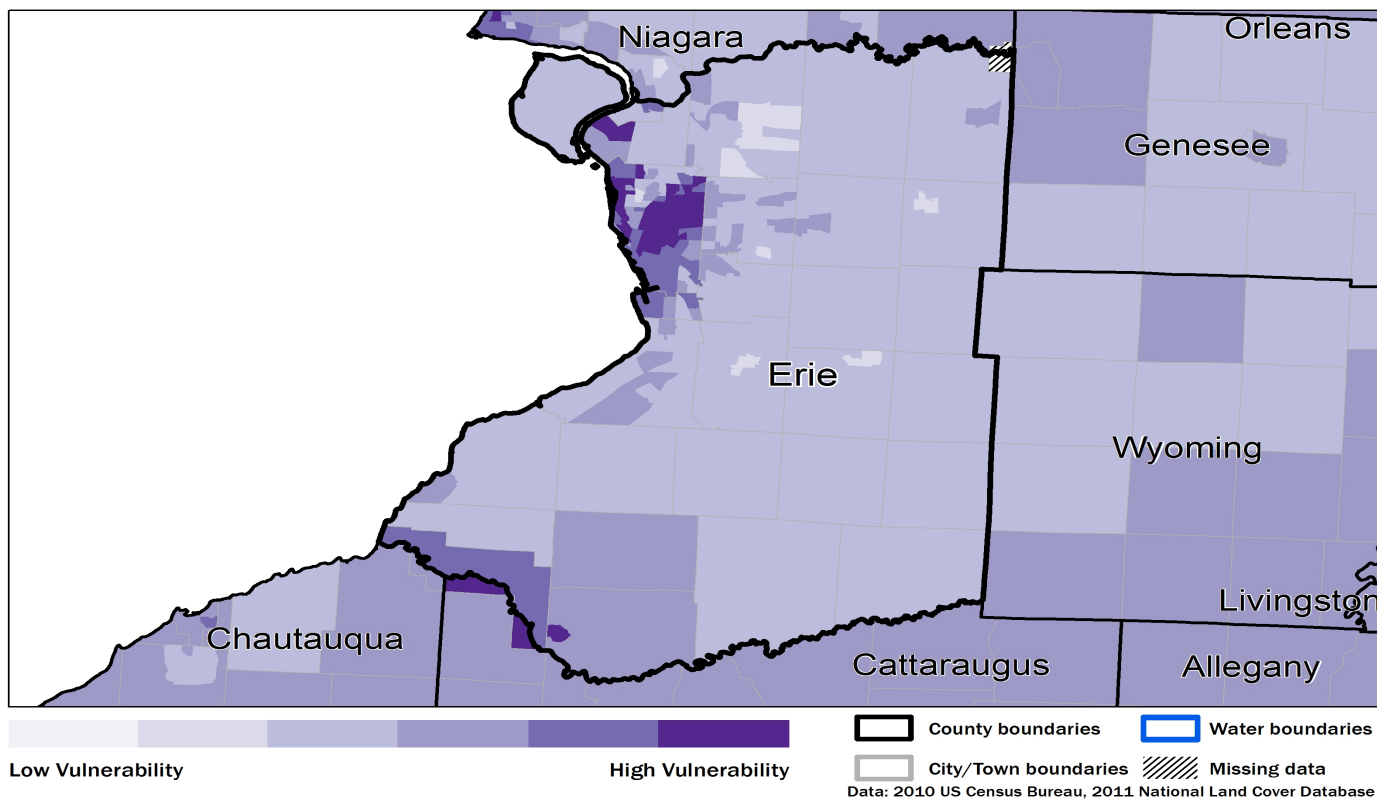 Niagara
Orleans
Genesee
Erie
Wyoming
Livingston
Chautauqua
Cattaraugus
Allegany
Low Vulnerability
High Vulnerability
County boundaries
Water boundaries
City/Town boundaries
Missing data
Data: 2010 US Census Bureau, 2011 National Land Cover Database